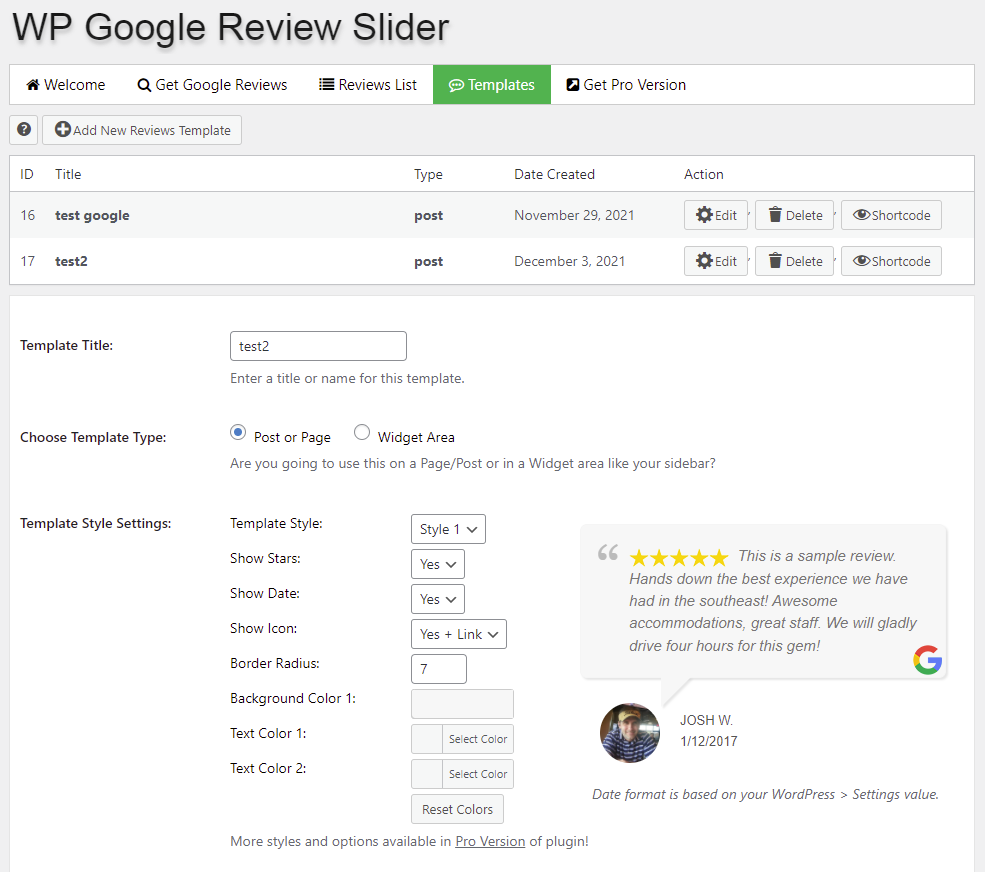 WP Google Review Slider
Welcome Get Google Reviews Reviews List Templates Get Pro Version
? Add New Reviews Template
ID Title Type Date Created Action
16 test google post November 29, 2021 Edit Delete Shortcode
17 test2 post December 3, 2021 Edit Delete Shortcode
Template Title: test2
Enter a title or name for this template.
Choose Template Type: Post or Page Widget Area
Are you going to use this on a Page/Post or in a Widget area like your sidebar?
Template Style Settings: Template Style: Style 1
Show Stars: Yes
Show Date: Yes
Show Icon: Yes + Link
Border Radius: 7
Background Color 1:
Text Color 1: Select Color
Text Color 2: Select Color
Reset Colors
More styles and options available in Pro Version of plugin!
“ This is a sample review.
Hands down the best experience we have
had in the southeast! Awesome
accommodations, great staff. We will gladly
drive four hours for this gem!
G
JOSH W.
1/12/2017
Date format is based on your WordPress > Settings value.